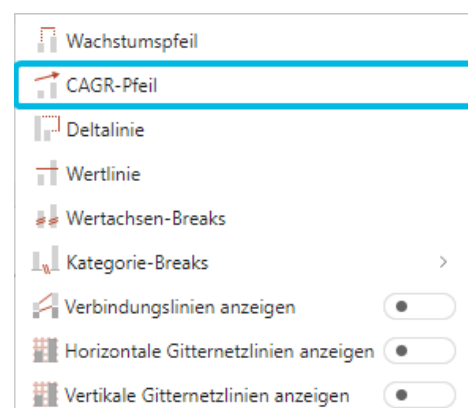 Wachstumspfeil
CAGR-Pfeil
Deltalinie
Wertlinie
Wertachsen-Breaks
Kategorie-Breaks
Verbindungslinien anzeigen
Horizontale Gitternetzlinien anzeigen
Vertikale Gitternetzlinien anzeigen